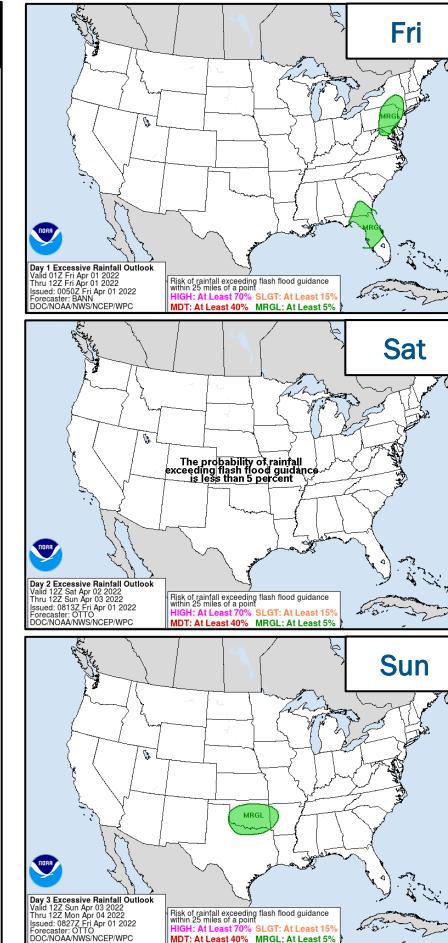 Fri
MRGL
MRGL
NOAA
Day 1 Excessive Rainfall Outlook
Valid 01Z Fri Apr 01 2022
Thru 12Z Fri Apr 01 2022
Issued: 0050Z Fri Apr 01 2022
Forecaster: BANN
DOC/NOAA/NWS/NCEP/WPC
Risk of rainfall exceeding flash flood guidance
within 25 miles of a point
HIGH: At Least 70% SLGT: At Least 15%
MDT: At Least 40% MRGL: At Least 5%
Sat
The probability of rainfall
exceeding flash flood guidance
is less than 5 percent
NOAA
Day 2 Excessive Rainfall Outlook
Valid 12Z Sat Apr 02 2022
Thru 12Z Sun Apr 03 2022
Issued: 0813Z Fri Apr 01 2022
Forecaster: OTTO
DOC/NOAA/NWS/NCEP/WPC
Risk of rainfall exceeding flash flood guidance
within 25 miles of a point
HIGH: At Least 70% SLGT: At Least 15%
MDT: At Least 40% MRGL: At Least 5%
Sun
MRGL
NOAA
Day 3 Excessive Rainfall Outlook
Valid 12Z Sun Apr 03 2022
Thru 12Z Mon Apr 04 2022
Issued: 0827Z Fri Apr 01 2022
Forecaster: OTTO
DOC/NOAA/NWS/NCEP/WPC
Risk of rainfall exceeding flash flood guidance
within 25 miles of a point
HIGH: At Least 70% SLGT: At Least 15%
MDT: At Least 40% MRGL: At Least 5%